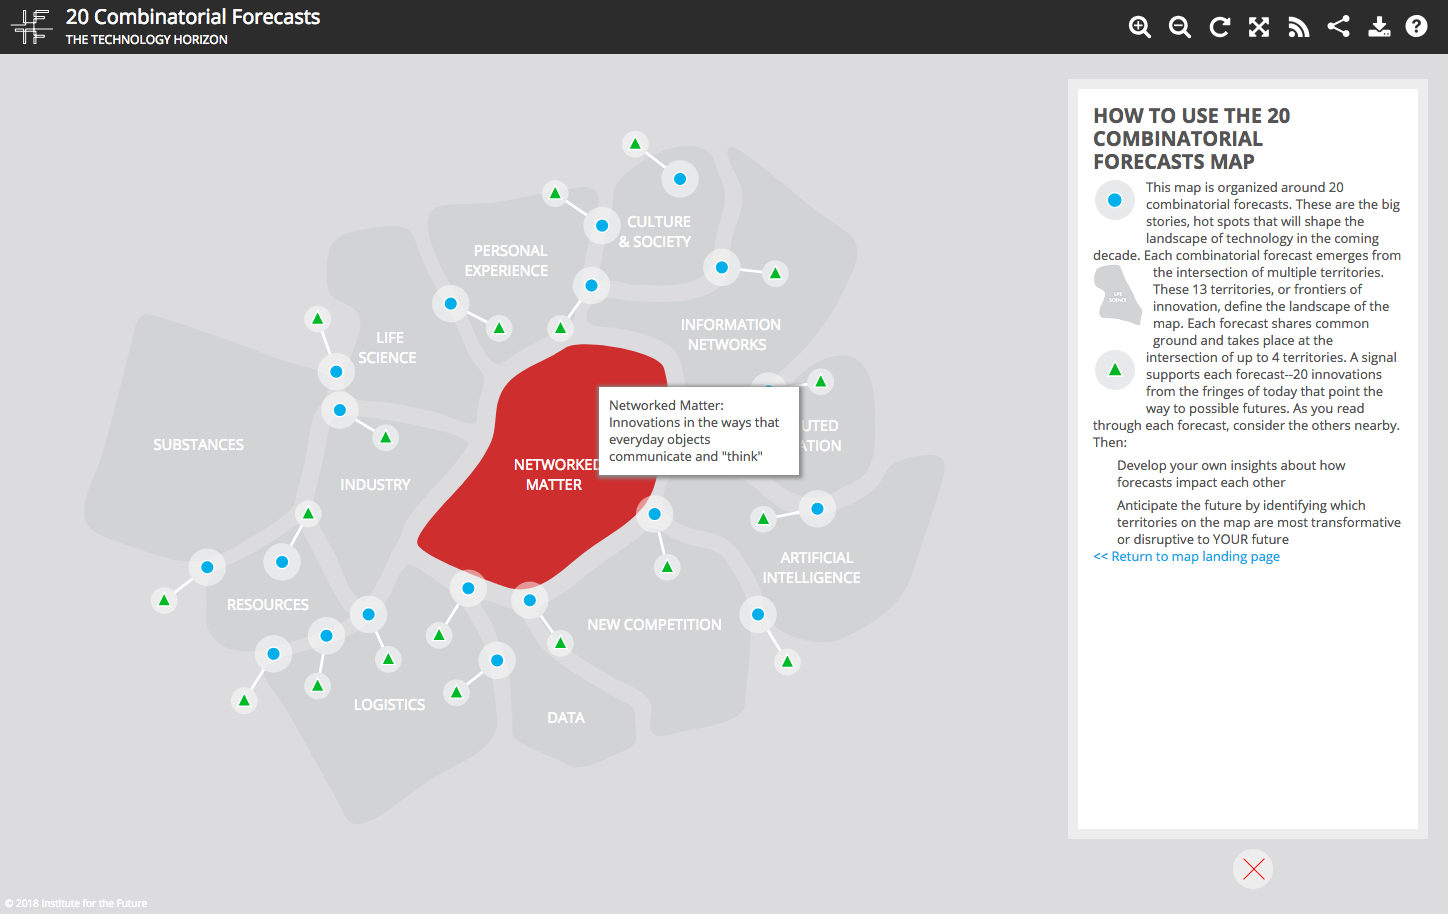 20 Combinatorial Forecasts
THE TECHNOLOGY HORIZON
CULTURE
& SOCIETY
PERSONAL
EXPERIENCE
INFORMATION
NETWORKS
LIFE
SCIENCE
SUBSTANCES
INDUSTRY
NETWORKED
MATTER
Networked Matter:
Innovations in the ways that
everyday objects
communicate and "think"
ARTIFICIAL
INTELLIGENCE
RESOURCES
NEW COMPETITION
LOGISTICS
DATA
HOW TO USE THE 20
COMBINATORIAL
FORECASTS MAP
This map is organized around 20
combinatorial forecasts. These are the big
stories, hot spots that will shape the
landscape of technology in the coming
decade. Each combinatorial forecast emerges from
the intersection of multiple territories.
These 13 territories, or frontiers of
innovation, define the landscape of the
map. Each forecast shares common
ground and takes place at the
intersection of up to 4 territories. A signal
supports each forecast--20 innovations
from the fringes of today that point the
way to possible futures. As you read
through each forecast, consider the others nearby.
Then:
LIFE
SCIENCE
Develop your own insights about how
forecasts impact each other
Anticipate the future by identifying which
territories on the map are most transformative
or disruptive to YOUR future
<< Return to map landing page
© 2018 Institute for the Future